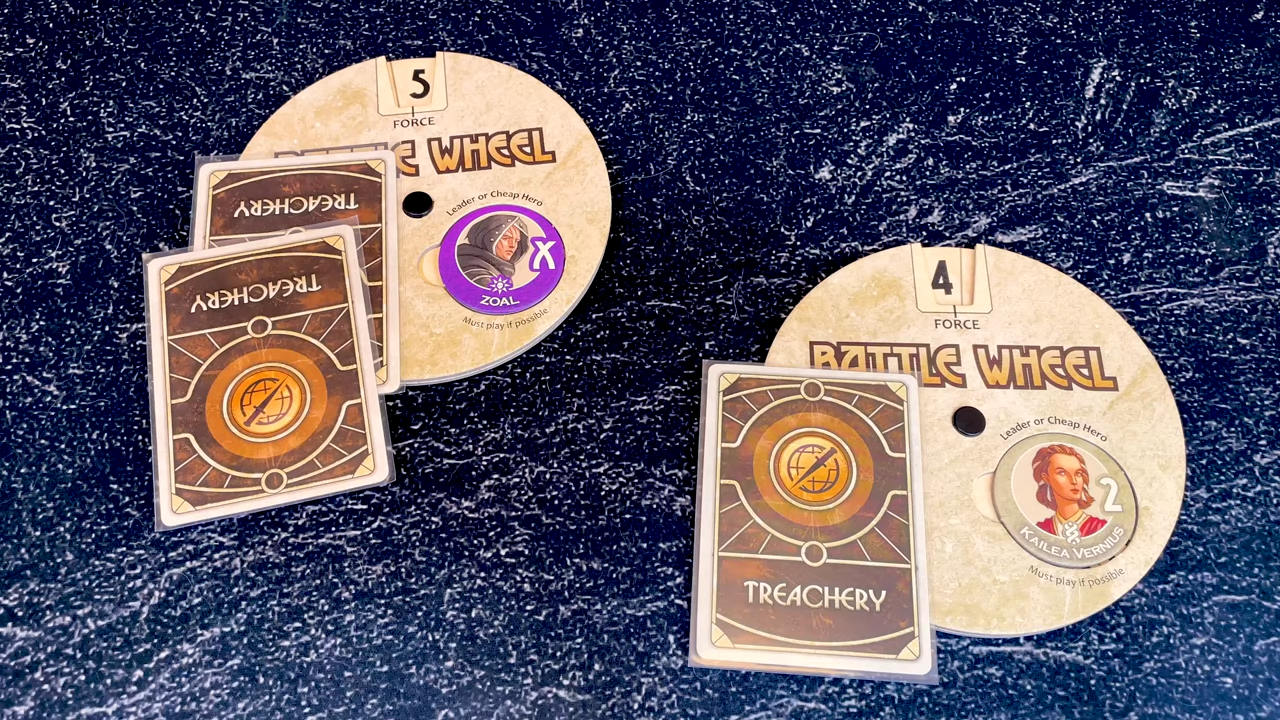 5
FORCE
BATTLE WHEEL
Leader or Cheap Hero
X
ZOAL
Must play if possible
TREACHERY
TREACHERY
4
FORCE
BATTLE WHEEL
Leader or Cheap Hero
2
KAILEA VERNIUS
Must play if possible
TREACHERY